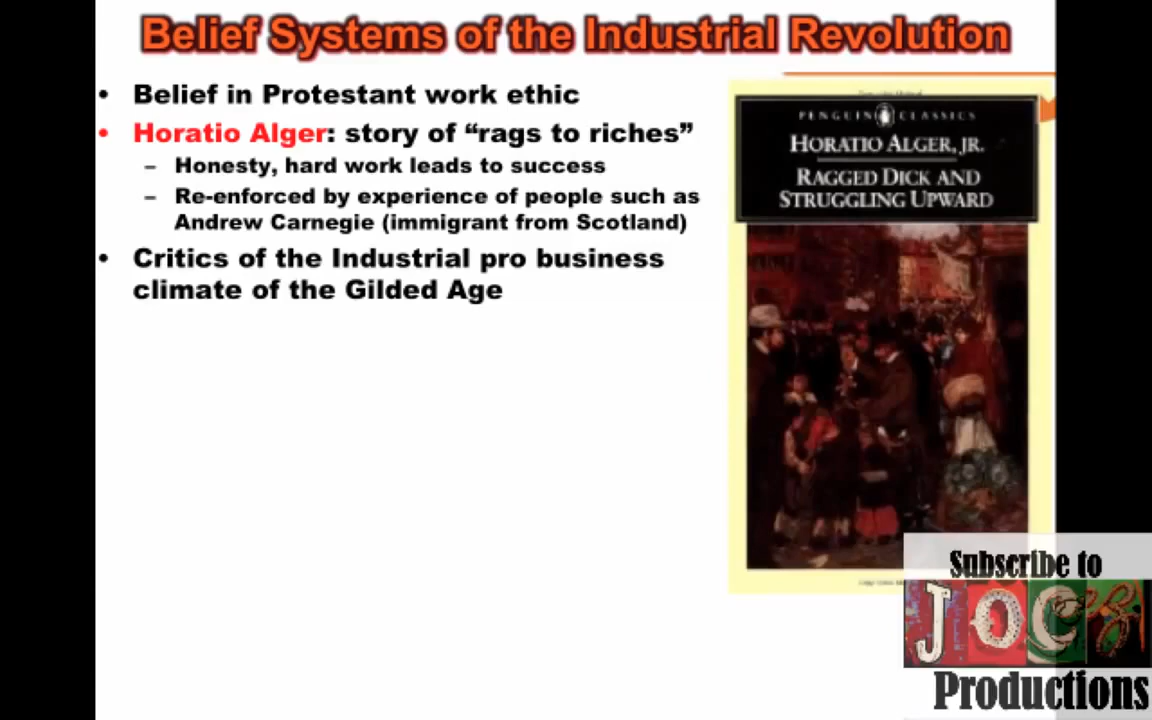 Belief Systems of the Industrial Revolution
• Belief in Protestant work ethic
• Horatio Alger: story of “rags to riches”
– Honesty, hard work leads to success
– Re-enforced by experience of people such as
Andrew Carnegie (immigrant from Scotland)
• Critics of the Industrial pro business
climate of the Gilded Age
PENGUIN CLASSICS
HORATIO ALGER, JR.
RAGGED DICK AND
STRUGGLING UPWARD
Subscribe to
JOCZ
Productions